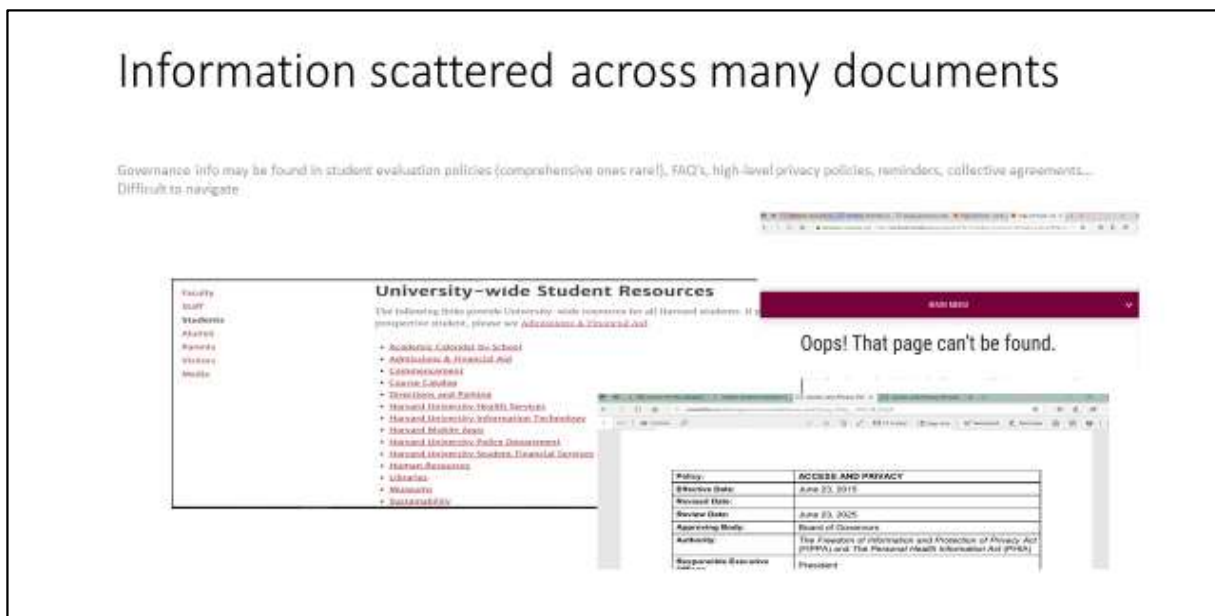 Information scattered across many documents
Governance info may be found in student evaluation policies (comprehensive ones rare!), FAQ's, high-level privacy policies, reminders, collective agreements...
Difficult to navigate
Faculty
Staff
Students
Alumni
Parents
Visitors
Media
University-wide Student Resources
The following links provide University-wide resources for all Harvard students. If
prospective student, please see Admissions & Financial Aid
• Academic Calendar by School
• Admissions & Financial Aid
• Commencement
• Course Catalog
• Directions and Parking
• Harvard University Health Services
• Harvard University Information Technology
• Harvard Mobile Apps
• Harvard University Police Department
• Harvard University Student Financial Services
• Human Resources
• Libraries
• Museums
• Sustainability
MAIN MENU
Oops! That page can't be found.
Policy: ACCESS AND PRIVACY
Effective Date: June 23, 2015
Revised Date:
Review Date: June 23, 2025
Approving Body: Board of Governors
Authority: The Freedom of Information and Protection of Privacy Act
(FIPPA) and The Personal Health Information Act (PHIA)
Responsible Executive President